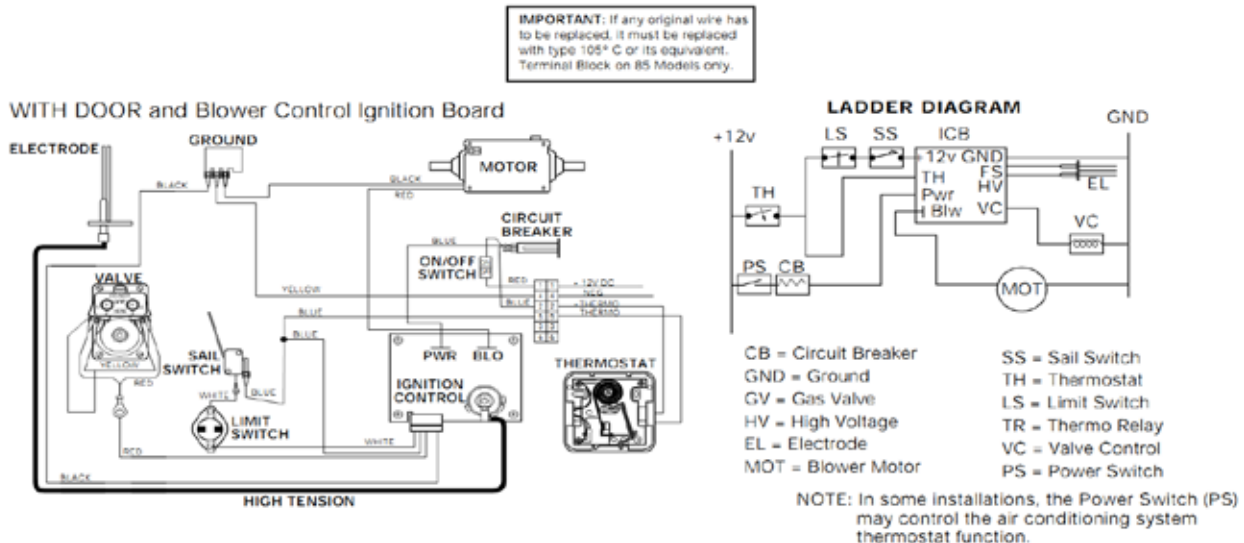 IMPORTANT: If any original wire has
to be replaced, it must be replaced
with type 105° C or its equivalent.
Terminal Block on 85 Models only.
WITH DOOR and Blower Control Ignition Board
ELECTRODE
GROUND
BLACK
MOTOR
BLACK
RED
CIRCUIT
BREAKER
BLUE
ON/OFF
SWITCH
RED
+ 12V DC
NEG
YELLOW
BLUE
+THERMO
THERMO
BLUE
BLUE
VALVE
YELLOW
RED
SAIL
SWITCH
WHITE
BLUE
LIMIT
SWITCH
PWR BLO
IGNITION
CONTROL
THERMOSTAT
WHITE
RED
BLACK
HIGH TENSION
LADDER DIAGRAM
+12v
LS SS ICB
GND
12v GND
TH FS
HV
Pwr
Blw VC
EL
TH
VC
PS CB
MOT
CB = Circuit Breaker
GND = Ground
GV = Gas Valve
HV = High Voltage
EL = Electrode
MOT = Blower Motor
SS = Sail Switch
TH = Thermostat
LS = Limit Switch
TR = Thermo Relay
VC = Valve Control
PS = Power Switch
NOTE: In some installations, the Power Switch (PS)
may control the air conditioning system
thermostat function.